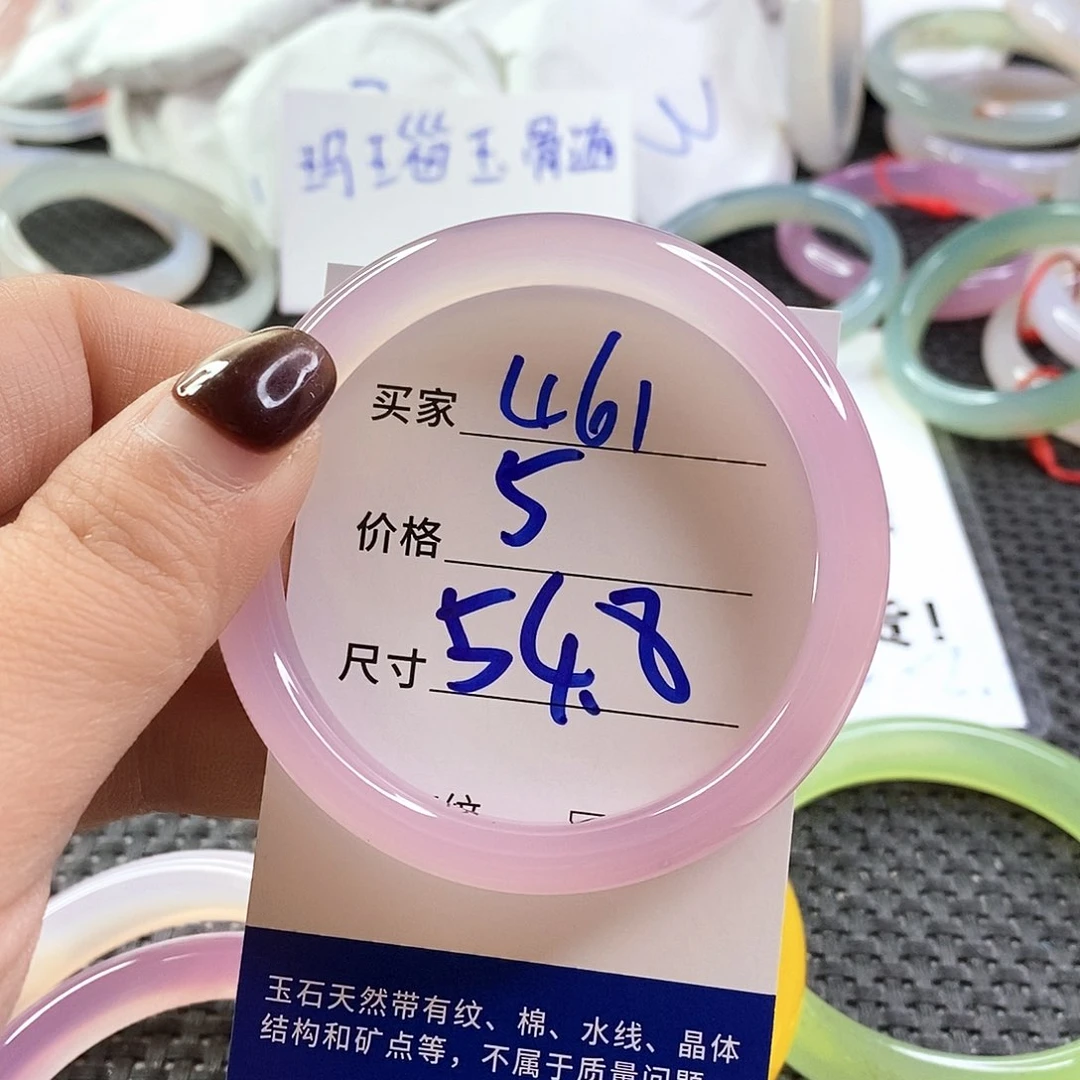 玛瑙玉骨髓
买家 461
价格 5
尺寸 54.8
玉石天然带有纹、棉、水线、晶体
结构和矿点等，不属于质量问题